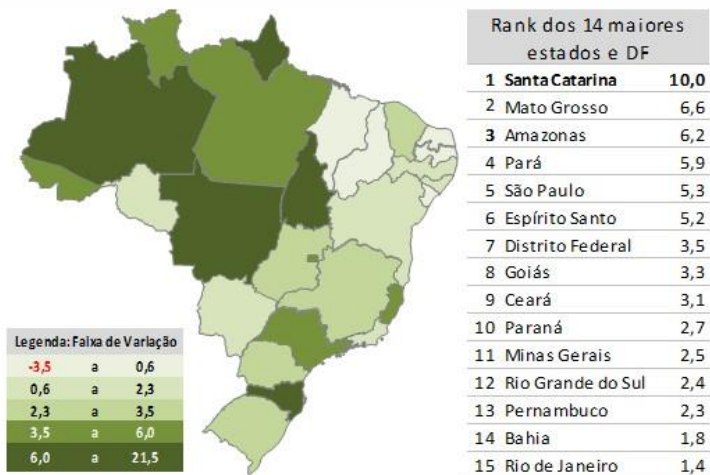 Rank dos 14 maiores
estados e DF
1 Santa Catarina 10,0
2 Mato Grosso 6,6
3 Amazonas 6,2
4 Pará 5,9
5 São Paulo 5,3
6 Espírito Santo 5,2
7 Distrito Federal 3,5
8 Goiás 3,3
9 Ceará 3,1
10 Paraná 2,7
11 Minas Gerais 2,5
12 Rio Grande do Sul 2,4
13 Pernambuco 2,3
14 Bahia 1,8
15 Rio de Janeiro 1,4
Legenda: Faixa de Variação
-3,5 a 0,6
0,6 a 2,3
2,3 a 3,5
3,5 a 6,0
6,0 a 21,5